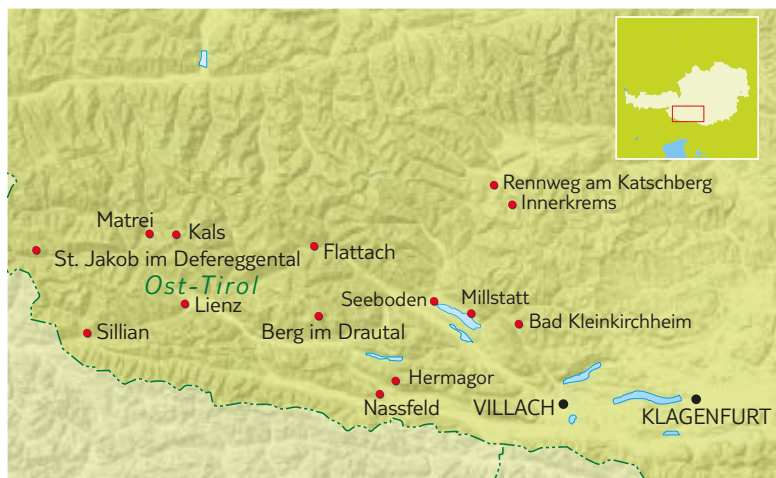 Rennweg am Katschberg
Innerkrems
Matrei
Kals
Flattach
St. Jakob im Defereggental
Ost-Tirol
Lienz
Seeboden
Millstatt
Sillian
Berg im Drautal
Bad Kleinkirchheim
Hermagor
Nassfeld
VILLACH
KLAGENFURT